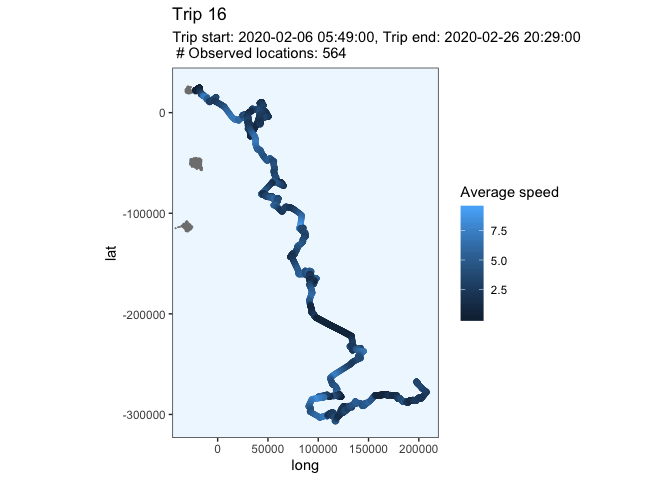 Trip 16
Trip start: 2020-02-06 05:49:00, Trip end: 2020-02-26 20:29:00
# Observed locations: 564
0
-100000
-200000
-300000
lat
0 50000 100000 150000 200000
long
Average speed
7.5
5.0
2.5